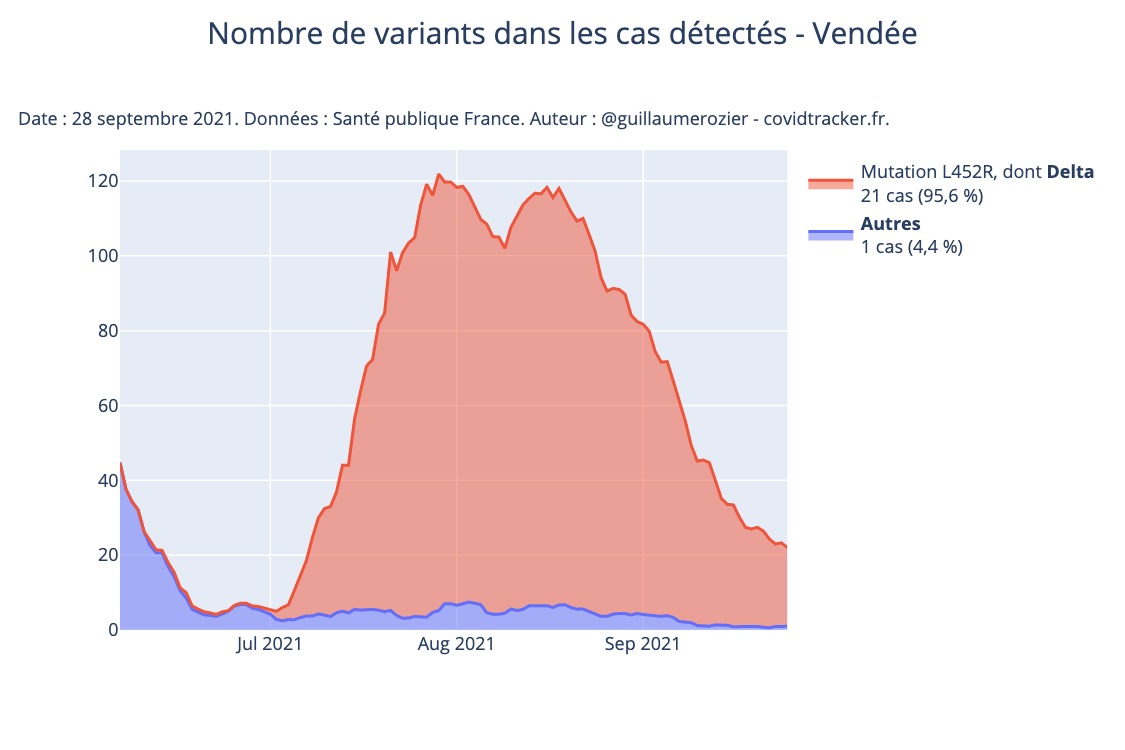 Nombre de variants dans les cas détectés - Vendée
Date : 28 septembre 2021. Données : Santé publique France. Auteur : @guillaumerozier - covidtracker.fr.
Mutation L452R, dont Delta
21 cas (95,6 %)
Autres
1 cas (4,4 %)
120
100
80
60
40
20
0
Jul 2021
Aug 2021
Sep 2021